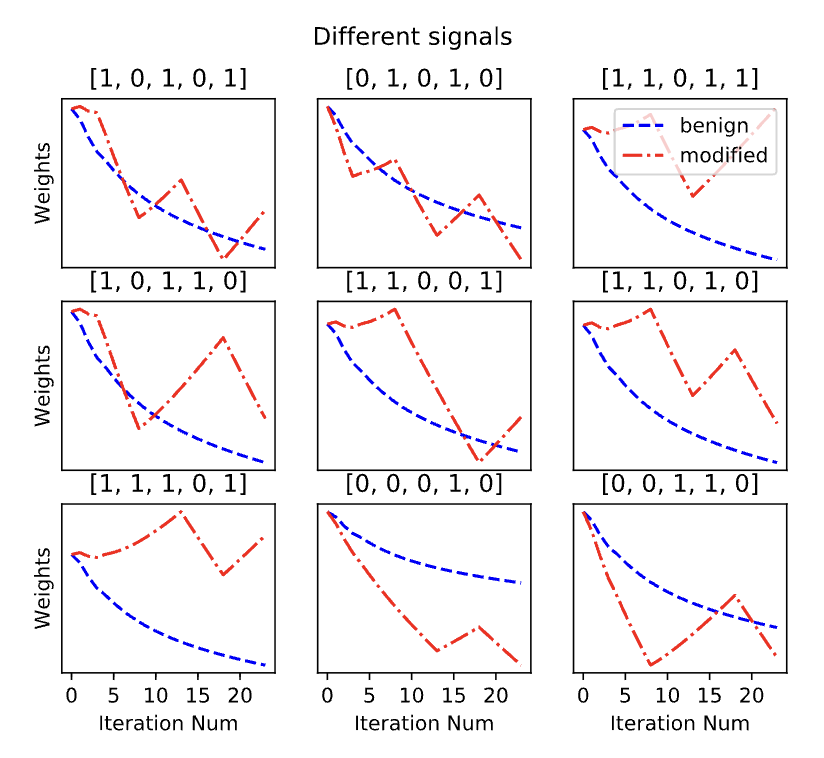 Different signals
[1, 0, 1, 0, 1]
[0, 1, 0, 1, 0]
[1, 1, 0, 1, 1]
Weights
benign
modified
[1, 0, 1, 1, 0]
[1, 1, 0, 0, 1]
[1, 1, 0, 1, 0]
Weights
[1, 1, 1, 0, 1]
[0, 0, 0, 1, 0]
[0, 0, 1, 1, 0]
Weights
0 5 10 15 20
0 5 10 15 20
0 5 10 15 20
Iteration Num
Iteration Num
Iteration Num